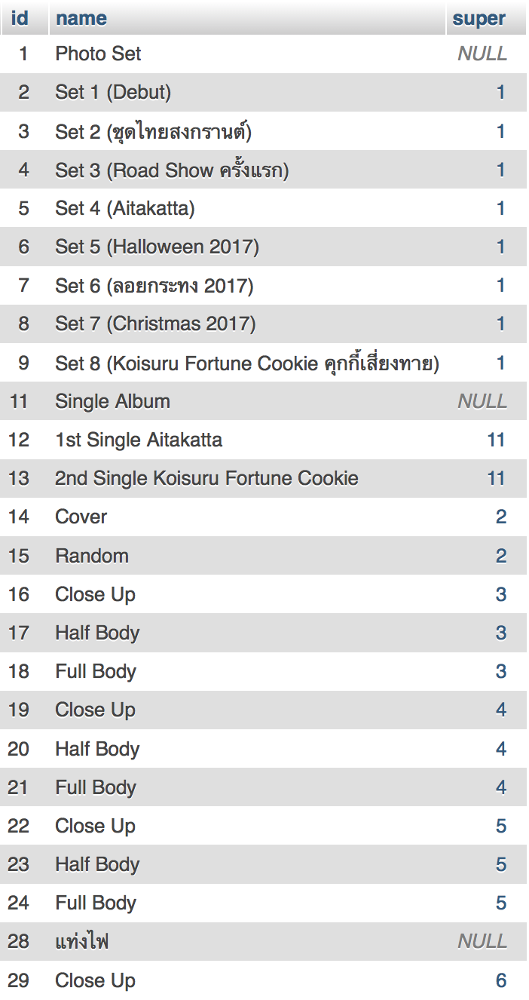 id name super
1 Photo Set NULL
2 Set 1 (Debut) 1
3 Set 2 (ชุดไทยสงกรานต์) 1
4 Set 3 (Road Show ครั้งแรก) 1
5 Set 4 (Aitakatta) 1
6 Set 5 (Halloween 2017) 1
7 Set 6 (ลอยกระทง 2017) 1
8 Set 7 (Christmas 2017) 1
9 Set 8 (Koisuru Fortune Cookie คุกกี้เสี่ยงทาย) 1
11 Single Album NULL
12 1st Single Aitakatta 11
13 2nd Single Koisuru Fortune Cookie 11
14 Cover 2
15 Random 2
16 Close Up 3
17 Half Body 3
18 Full Body 3
19 Close Up 4
20 Half Body 4
21 Full Body 4
22 Close Up 5
23 Half Body 5
24 Full Body 5
28 แท่งไฟ NULL
29 Close Up 6